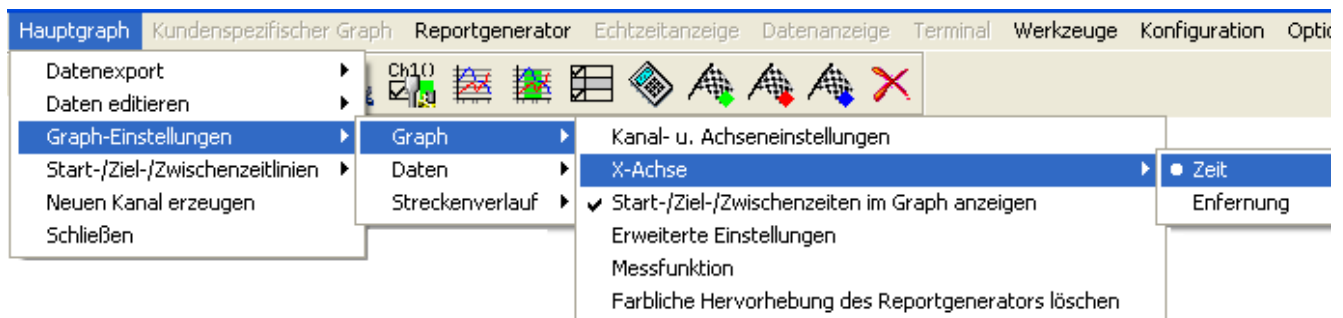 Hauptgraph Kundenspezifischer Graph Reportgenerator Echtzeitanzeige Datenanzeige Terminal Werkzeuge Konfiguration
Datenexport
Daten editieren
Graph-Einstellungen
Start-/Ziel-/Zwischenzeitlinien
Neuen Kanal erzeugen
Schließen
Ch1()
Graph
Daten
Streckenverlauf
Kanal- u. Achseneinstellungen
X-Achse
Start-/Ziel-/Zwischenzeiten im Graph anzeigen
Erweiterte Einstellungen
Messfunktion
Farbliche Hervorhebung des Reportgenerators löschen
Zeit
Enfernung